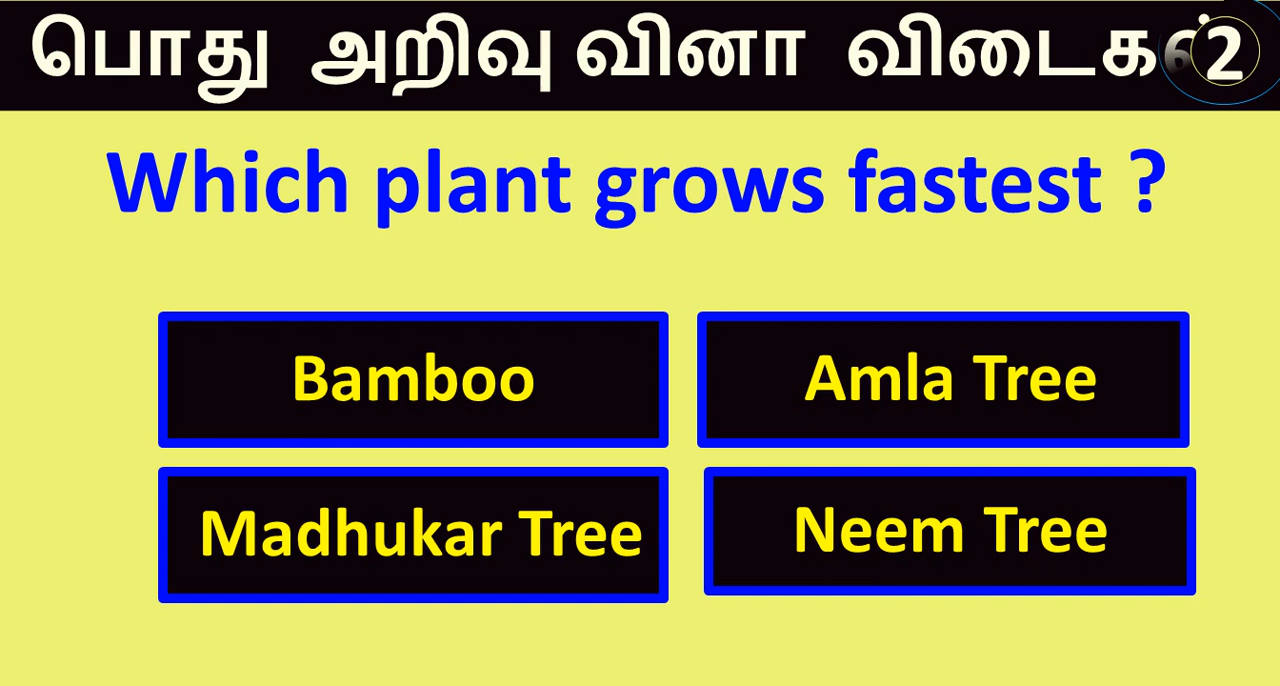 பொது அறிவு வினா 2
Which plant grows fastest ?
Bamboo
Amla Tree
Madhukar Tree
Neem Tree